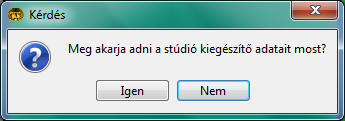 Kérdés
Meg akarja adni a stúdió kiegészítő adatait most?
Igen
Nem